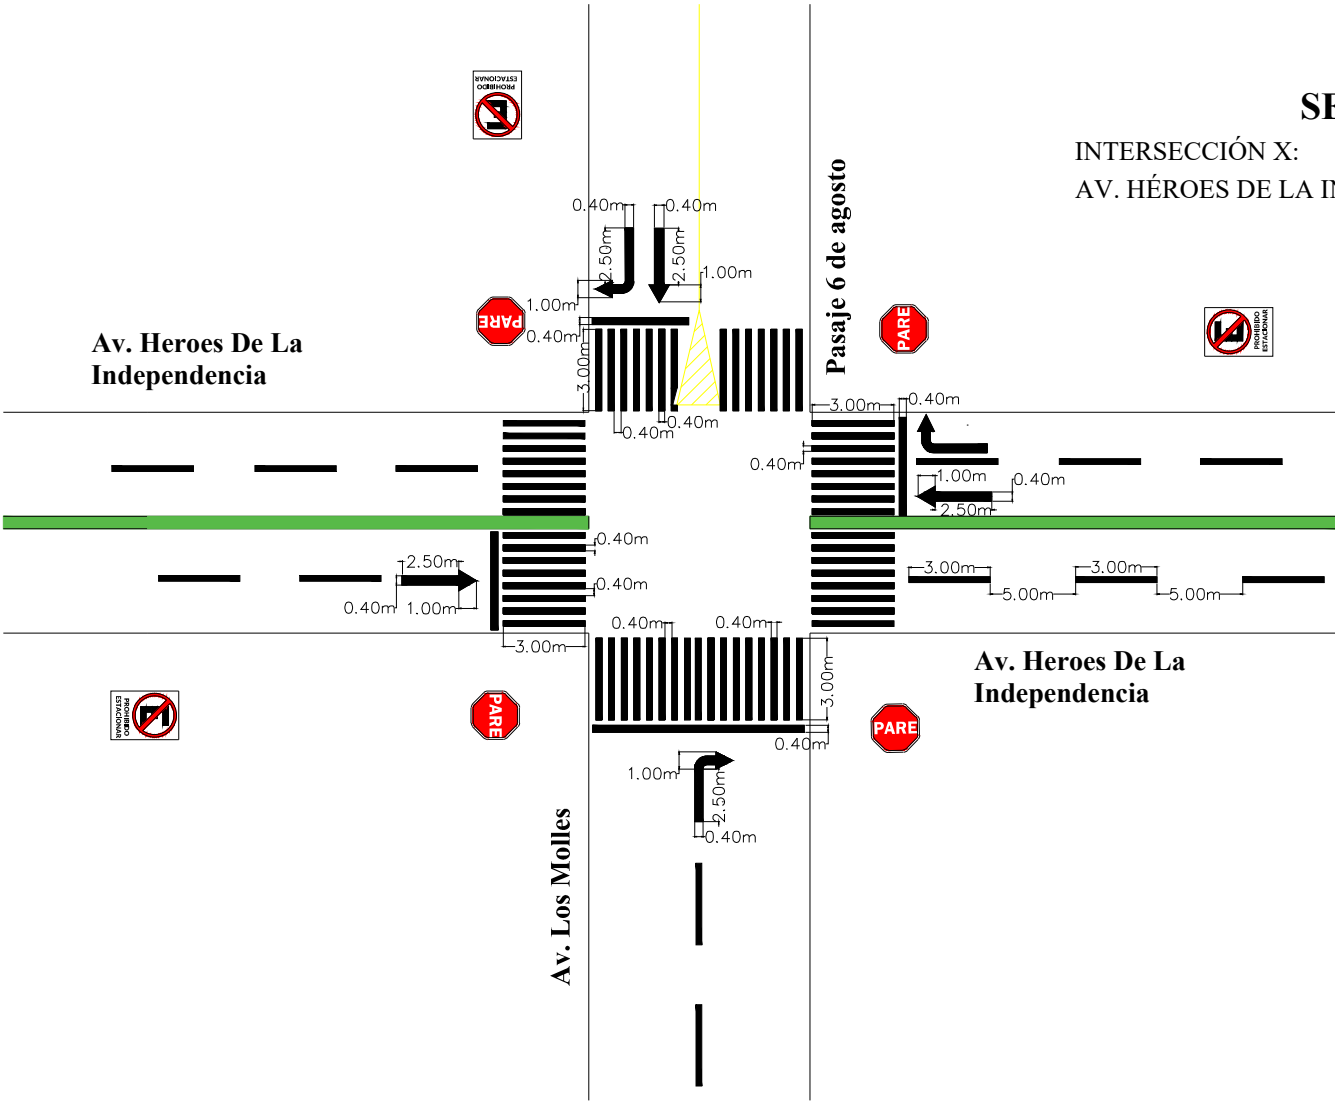 PROHIBIDO
ESTACIONAR
SE
INTERSECCIÓN X:
AV. HÉROES DE LA IN
Pasaje 6 de agosto
0.40m
0.40m
2.50m
2.50m
1.00m
1.00m
0.40m
3.00m
PARE
PARE
PROHIBIDO
ESTACIONAR
Av. Heroes De La
Independencia
0.40m
0.40m
3.00m
0.40m
0.40m
1.00m
0.40m
2.50m
0.40m
2.50m
0.40m
0.40m
1.00m
3.00m
3.00m
3.00m
5.00m
5.00m
0.40m
0.40m
3.00m
Av. Heroes De La
Independencia
PROHIBIDO
ESTACIONAR
PARE
PARE
0.40m
1.00m
2.50m
0.40m
Av. Los Molles